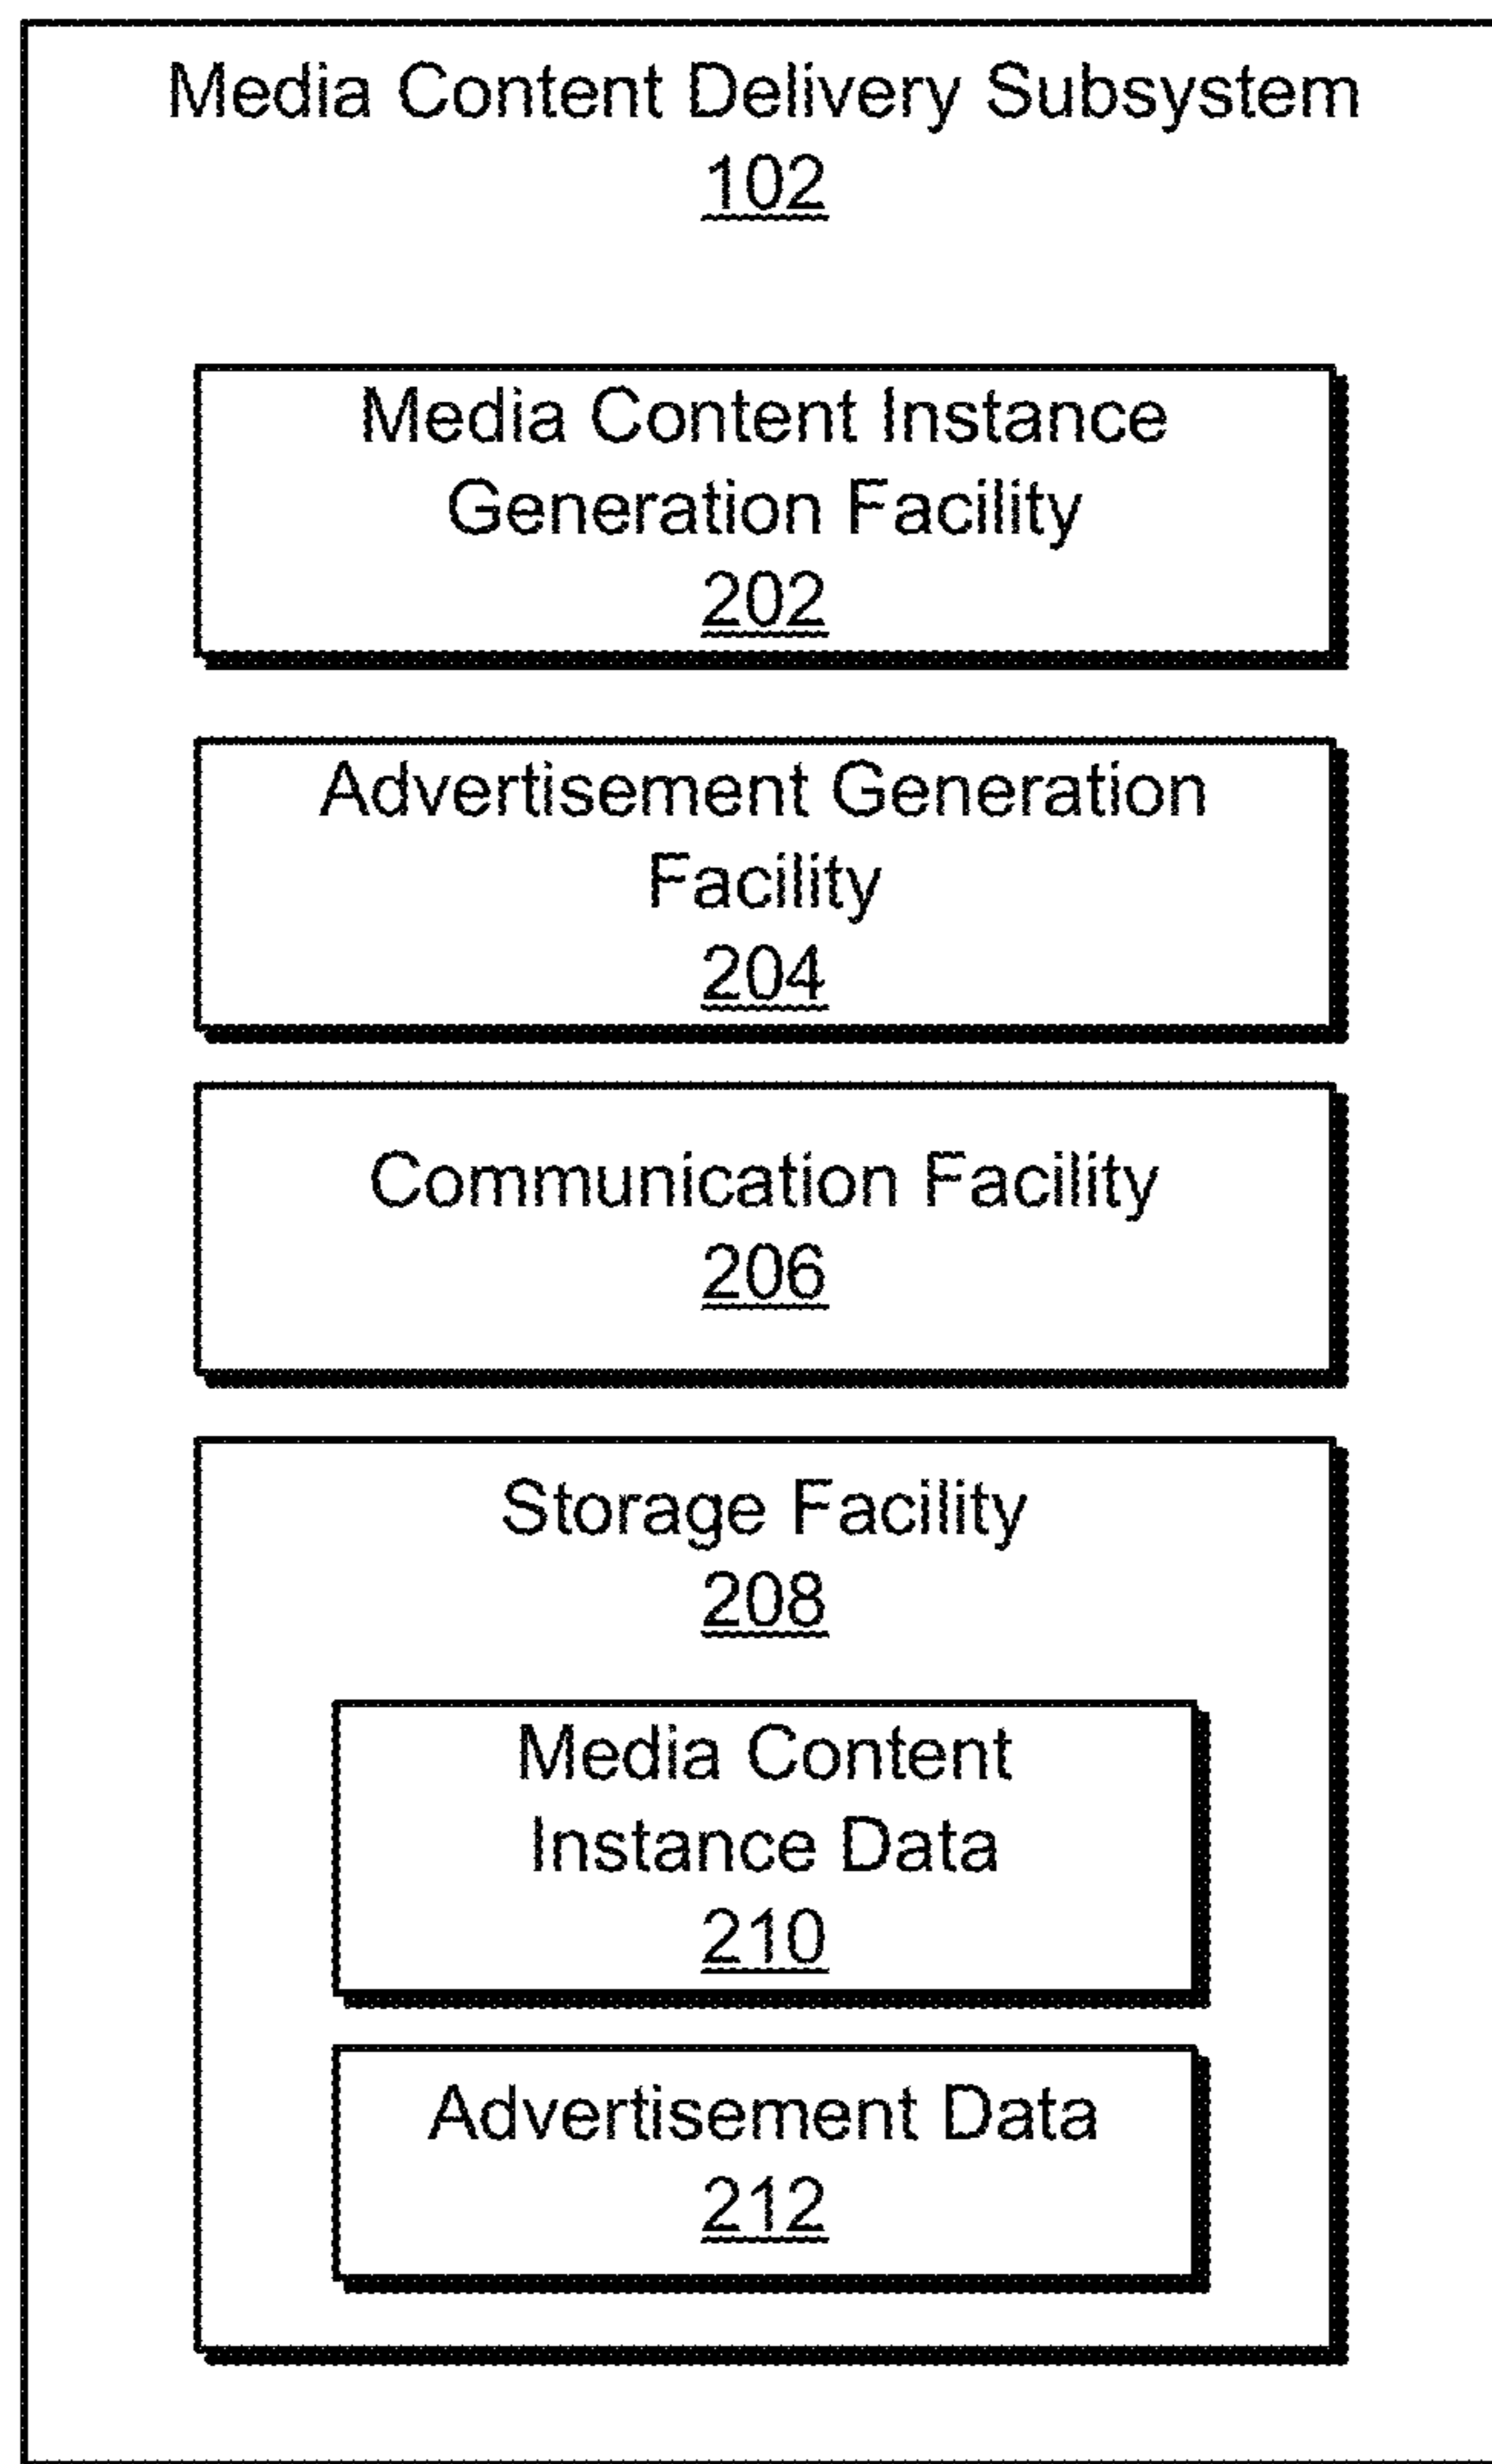 Media Content Delivery Subsystem
102
Media Content Instance
Generation Facility
202
Advertisement Generation
Facility
204
Communication Facility
206
Storage Facility
208
Media Content
Instance Data
210
Advertisement Data
212